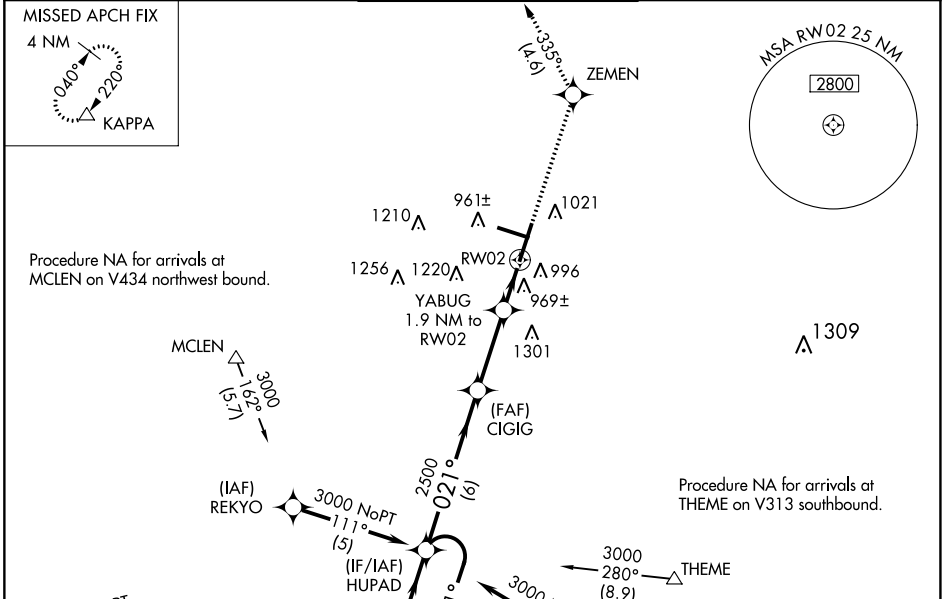 MISSED APCH FIX
4 NM
040°
220°
KAPPA
335°
(4.6)
ZEMEN
MSA RW02 25 NM
2800
1210
961±
1021
Procedure NA for arrivals at
MCLEN on V434 northwest bound.
RW02
1256
1220
996
969±
YABUG
1.9 NM to
RW02
1301
1309
MCLEN
3000
162°
(5.7)
(FAF)
CIGIG
2500
021°
(6)
Procedure NA for arrivals at
THEME on V313 southbound.
(IAF)
REKYO
3000 NoPT
111°
(5)
(IF/IAF)
HUPAD
3000
280°
(8.9)
THEME
3000